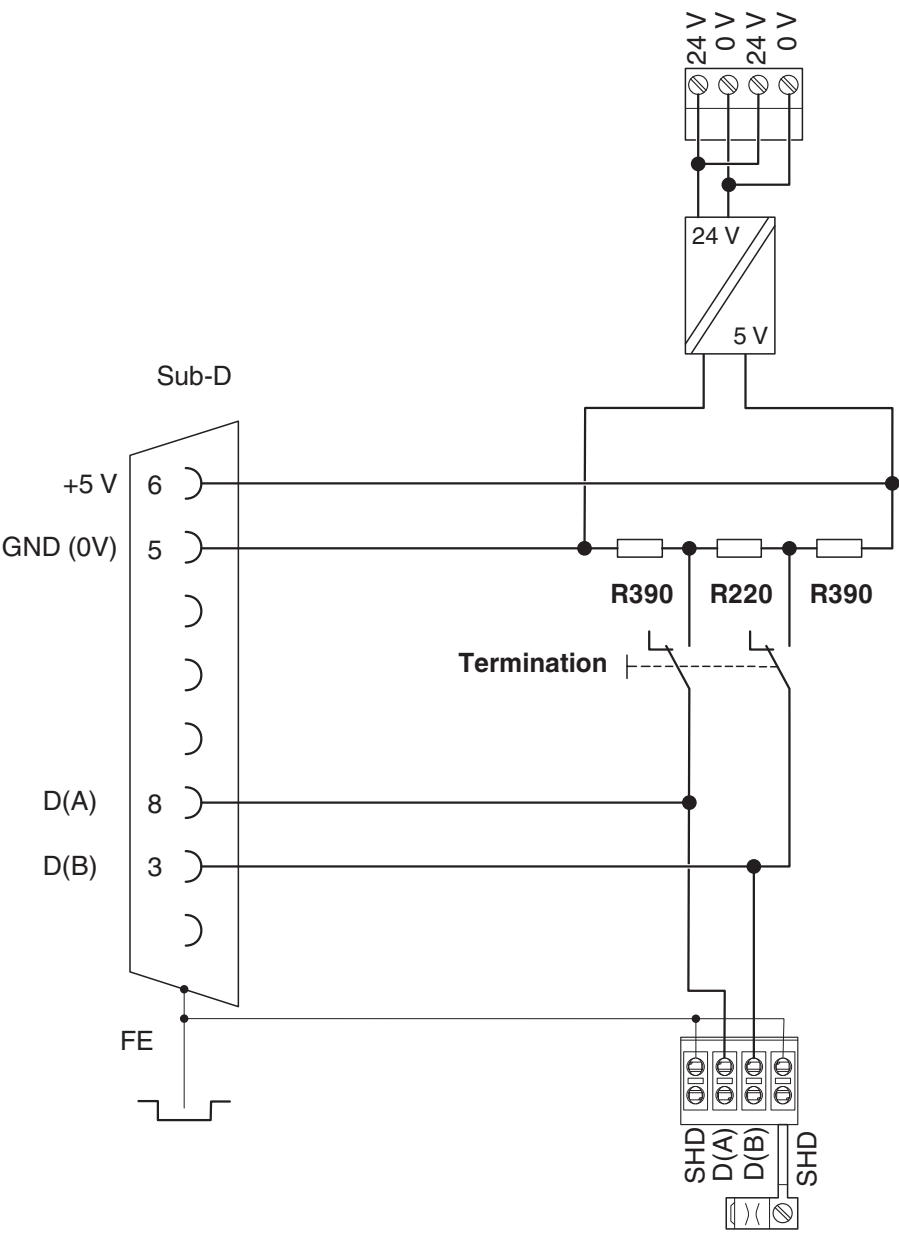 24 V
0 V
24 V
0 V
24 V
5 V
Sub-D
+5 V
6
GND (0V)
5
R390
R220
R390
Termination
D(A)
8
D(B)
3
FE
SHD
D(A)
D(B)
SHD